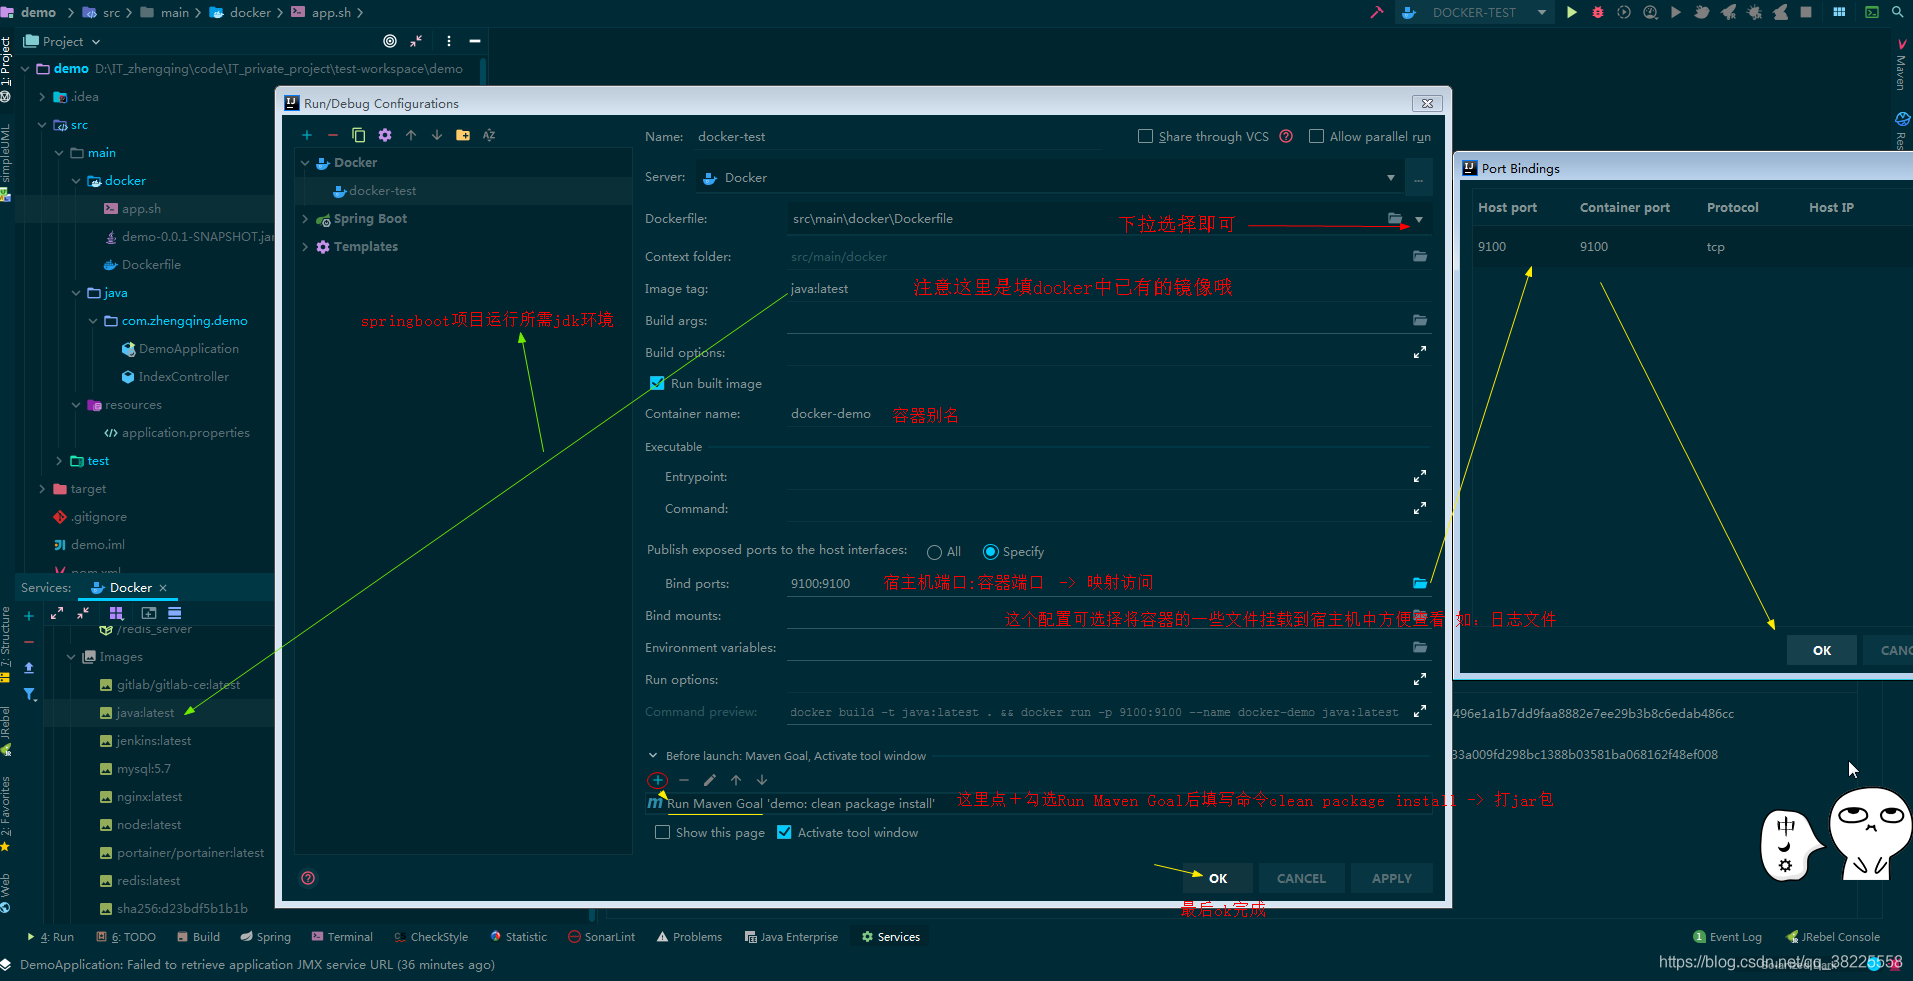 demo > src > main > docker > app.sh >
DOCKER-TEST
Project
1: Project
simpleUML
7: Structure
JRebel
2: Favorites
Web
Maven
demo D:\IT_zhengqing\code\IT_private_project\test-workspace\demo
.idea
src
main
docker
app.sh
demo-0.0.1-SNAPSHOT.jar
Dockerfile
java
com.zhengqing.demo
DemoApplication
IndexController
resources
application.properties
test
target
.gitignore
demo.iml
pom.xml
Services: Docker ×
/redis_server
Images
gitlab/gitlab-ce:latest
java:latest
jenkins:latest
mysql:5.7
nginx:latest
node:latest
portainer/portainer:latest
redis:latest
sha256:d23bdf5b1b1b
Run/Debug Configurations
Docker
docker-test
Spring Boot
Templates
springboot项目运行所需jdk环境
Name: docker-test
Share through VCS
Allow parallel run
Server: Docker
...
Dockerfile: src\main\docker\Dockerfile
下拉选择即可
Context folder: src/main/docker
Image tag: java:latest
注意这里是填docker中已有的镜像哦
Build args:
Build options:
Run built image
Container name: docker-demo
容器别名
Executable
Entrypoint:
Command:
Publish exposed ports to the host interfaces: All Specify
Bind ports: 9100:9100
宿主机端口:容器端口 -> 映射访问
Bind mounts:
这个配置可选择将容器的一些文件挂载到宿主机中方便查看 如：日志文件
Environment variables:
Run options:
Command preview: docker build -t java:latest . && docker run -p 9100:9100 --name docker-demo java:latest
Before launch: Maven Goal, Activate tool window
Run Maven Goal 'demo: clean package install'
这里点＋勾选Run Maven Goal后填写命令clean package install -> 打jar包
Show this page Activate tool window
OK CANCEL APPLY
最后ok完成
Port Bindings
Host port Container port Protocol Host IP
9100 9100 tcp
OK CANC
496e1a1b7dd9faa8882e7ee29b3b8c6edab486cc
33a009fd298bc1388b03581ba068162f48ef008
中
4: Run 6: TODO Build Spring Terminal CheckStyle Statistic SonarLint Problems Java Enterprise Services
1 Event Log JRebel Console
DemoApplication: Failed to retrieve application JMX service URL (36 minutes ago)
https://blog.csdn.net/qq_38225558